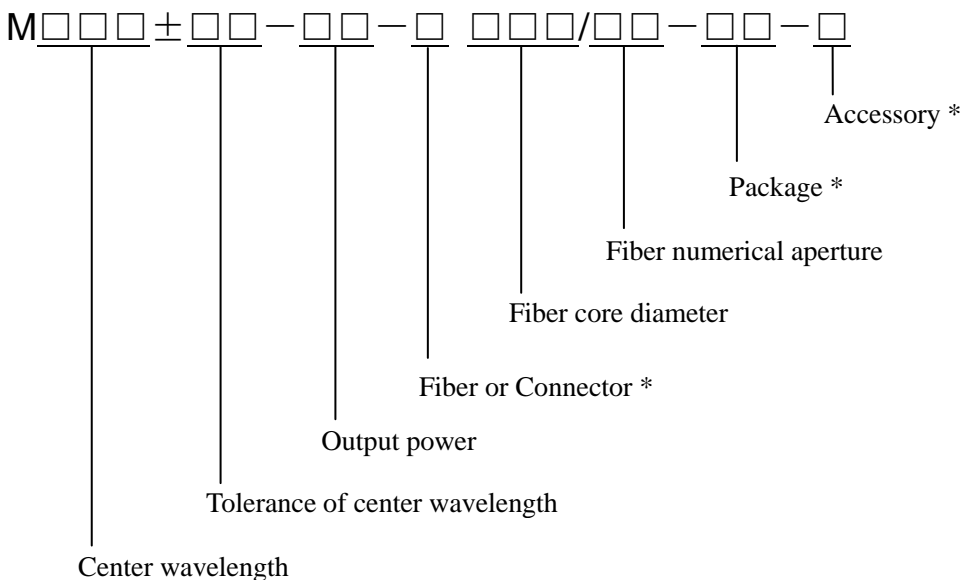 M□□□±□□－□□－□ □□□/□□－□□－□
Accessory *
Package *
Fiber numerical aperture
Fiber core diameter
Fiber or Connector *
Output power
Tolerance of center wavelength
Center wavelength